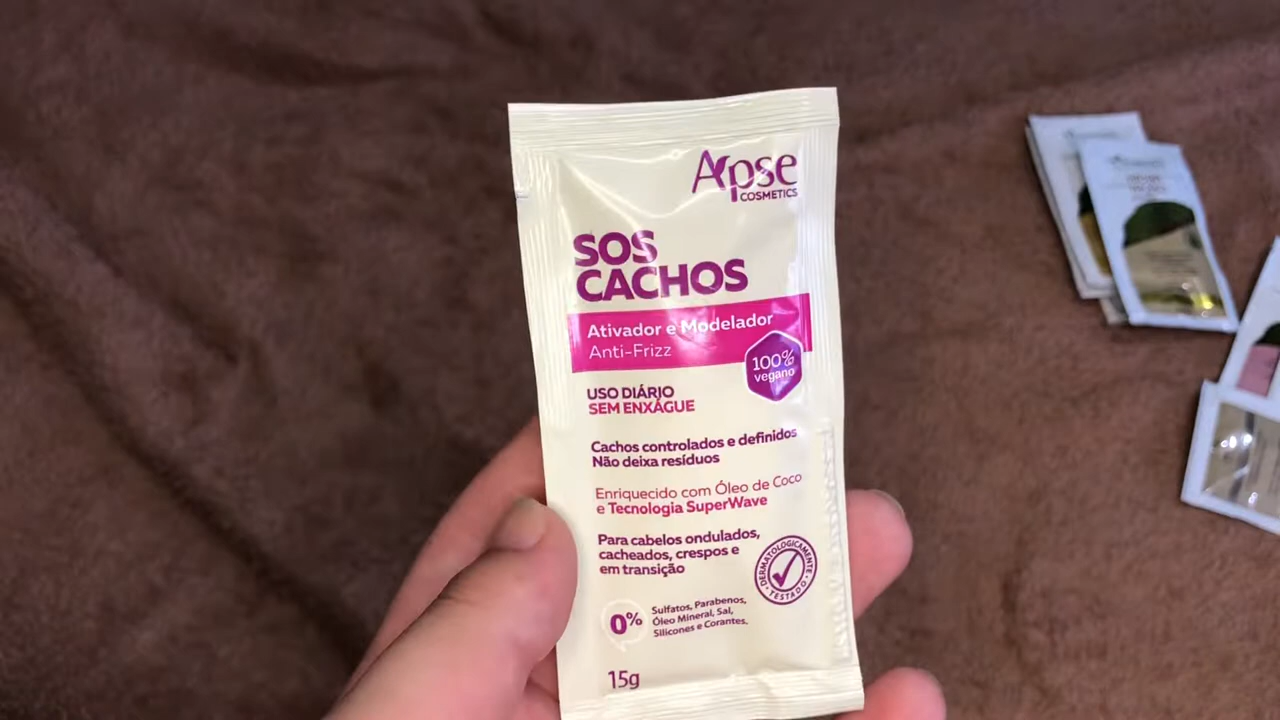 Apse
COSMETICS
SOS
CACHOS
Ativador e Modelador
Anti-Frizz
100%
vegano
USO DIÁRIO
SEM ENXÁGUE
Cachos controlados e definidos
Não deixa resíduos
Enriquecido com Óleo de Coco
e Tecnologia SuperWave
Para cabelos ondulados,
cacheados, crespos e
em transição
DERMATOLOGICAMENTE
TESTADO
0%
Sulfatos, Parabenos,
Óleo Mineral, Sal,
Silicones e Corantes.
15g